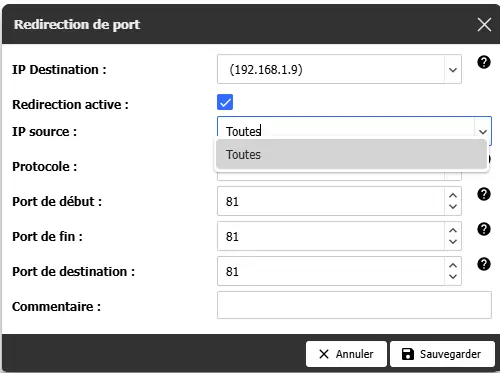 Redirection de port
IP Destination : (192.168.1.9)
Redirection active :
IP source : Toutes
Toutes
Protocole :
Port de début : 81
Port de fin : 81
Port de destination : 81
Commentaire :
Annuler Sauvegarder